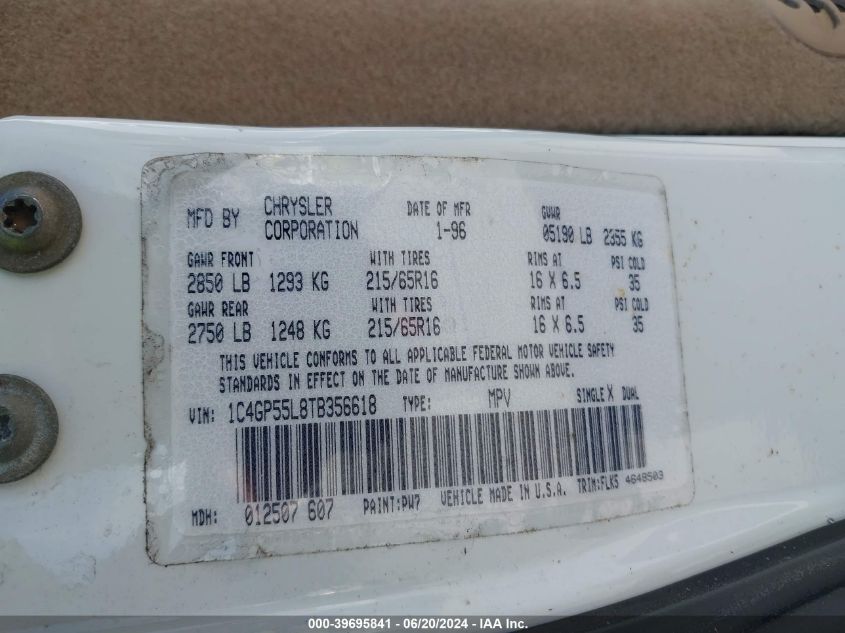 MFD BY CHRYSLER CORPORATION DATE OF MFR 1-96 GVWR 05190 LB 2355 KG
GAWR FRONT WITH TIRES RIMS AT PSI COLD
2850 LB 1293 KG 215/65R16 16 X 6.5 35
GAWR REAR WITH TIRES RIMS AT PSI COLD
2750 LB 1248 KG 215/65R16 16 X 6.5 35
THIS VEHICLE CONFORMS TO ALL APPLICABLE FEDERAL MOTOR VEHICLE SAFETY
STANDARDS IN EFFECT ON THE DATE OF MANUFACTURE SHOWN ABOVE.
VIN: 1C4GP55L8TB356618 TYPE: MPV SINGLE X DUAL
MDH: 012507 607 PAINT:PW7 VEHICLE MADE IN U.S.A. TRIM:FLK5 4648503
000-39695841 - 06/20/2024 - IAA Inc.